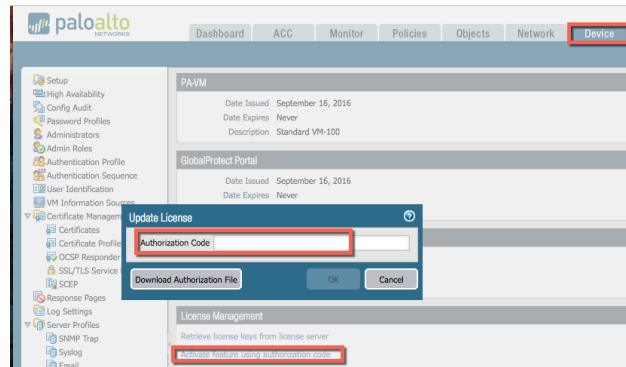 paloalto
NETWORKS
Dashboard ACC Monitor Policies Objects Network Device
Setup
High Availability
Config Audit
Password Profiles
Administrators
Admin Roles
Authentication Profile
Authentication Sequence
User Identification
VM Information Sources
Certificate Managem
Certificates
Certificate Profile
OCSP Responder
SSL/TLS Service
SCEP
Response Pages
Log Settings
Server Profiles
SNMP Trap
Syslog
Email
PA-VM
Date Issued September 16, 2016
Date Expires Never
Description Standard VM-100
GlobalProtect Portal
Date Issued September 16, 2016
Date Expires Never
Update License
Authorization Code
Download Authorization File OK Cancel
License Management
Retrieve license keys from license server
Activate feature using authorization code